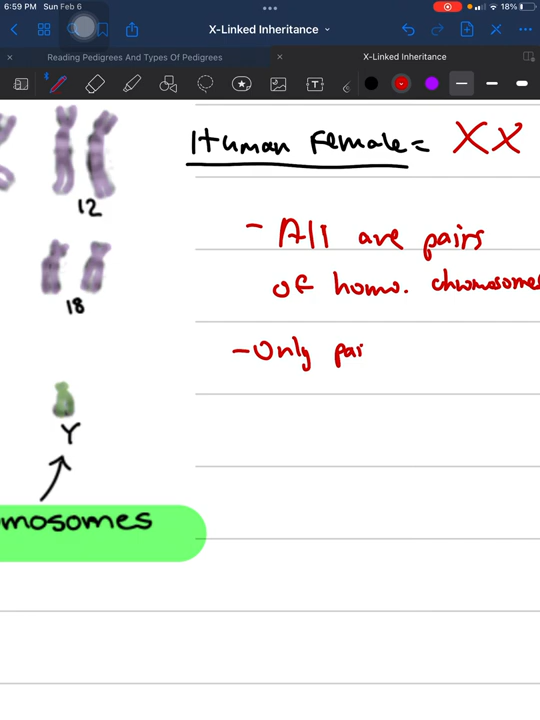 6:59 PM Sun Feb 6
18%
X-Linked Inheritance
Reading Pedigrees And Types Of Pedigrees
X-Linked Inheritance
Human Female = XX
12
- All are pairs
of homo. chromosomes
18
- Only pai
Y
mosomes